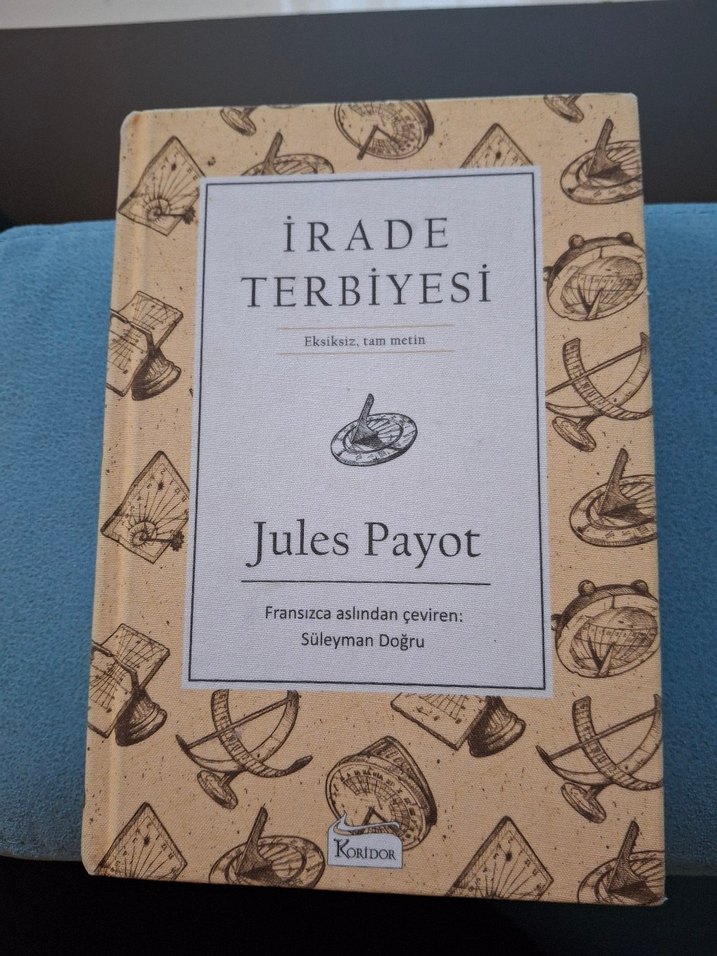 İRADE
TERBİYESİ
Eksiksiz, tam metin
Jules Payot
Fransızca aslından çeviren:
Süleyman Doğru
KORİDOR